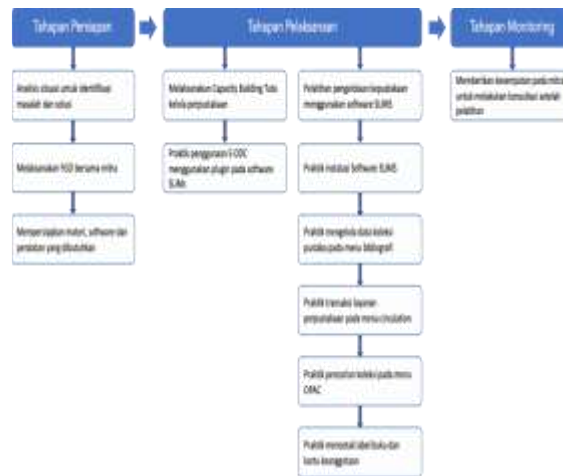 Tahapan Persiapan
Tahapan Pelaksanaan
Tahapan Monitoring
Analisis situasi untuk identifikasi
masalah dan solusi
Melaksanakan FGD bersama mitra
Mempersiapkan materi, software dan
peralatan yang dibutuhkan
Melaksanakan Capacity Building Tata
kelola perpustakaan
Praktik penggunaan E-DDC
menggunakan plugin pada software
SLiMS
Pelatihan pengelolaan kepustakaan
menggunakan software SLiMS
Praktik instalasi Software SLiMS
Praktik mengelola data koleksi
pustaka pada menu bibliografi
Praktik transaksi layanan
perpustakaan pada menu circulation
Praktik pencarian koleksi pada menu
OPAC
Praktik mencetak label buku dan
kartu keanggotaan
Memberikan kesempatan pada mitra
untuk melakukan konsultasi setelah
pelatihan